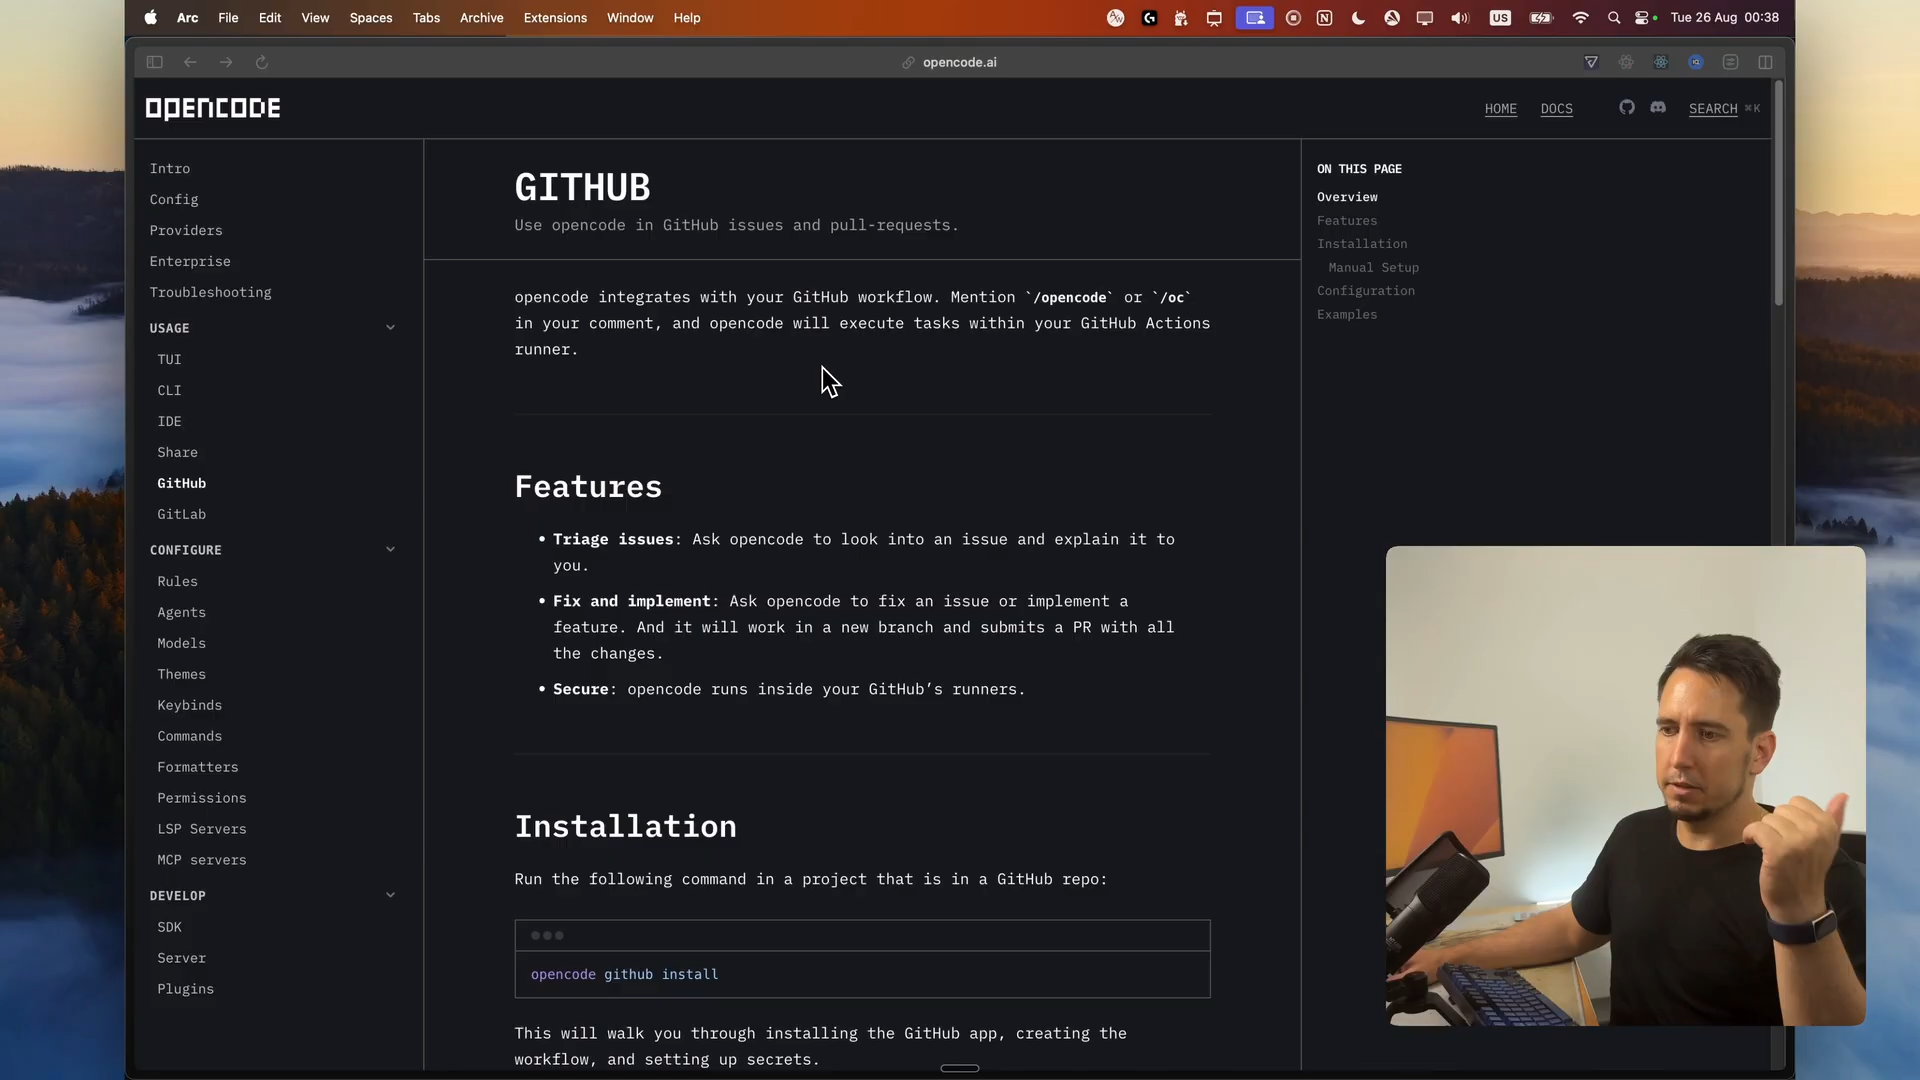 Arc File Edit View Spaces Tabs Archive Extensions Window Help
US
Tue 26 Aug 00:38
opencode.ai
opencode
HOME DOCS SEARCH ⌘K
Intro
Config
Providers
Enterprise
Troubleshooting
USAGE
TUI
CLI
IDE
Share
GitHub
GitLab
CONFIGURE
Rules
Agents
Models
Themes
Keybinds
Commands
Formatters
Permissions
LSP Servers
MCP servers
DEVELOP
SDK
Server
Plugins
GITHUB
Use opencode in GitHub issues and pull-requests.
opencode integrates with your GitHub workflow. Mention `/opencode` or `/oc`
in your comment, and opencode will execute tasks within your GitHub Actions
runner.
Features
• Triage issues: Ask opencode to look into an issue and explain it to
you.
• Fix and implement: Ask opencode to fix an issue or implement a
feature. And it will work in a new branch and submits a PR with all
the changes.
• Secure: opencode runs inside your GitHub’s runners.
Installation
Run the following command in a project that is in a GitHub repo:
opencode github install
This will walk you through installing the GitHub app, creating the
workflow, and setting up secrets.
ON THIS PAGE
Overview
Features
Installation
Manual Setup
Configuration
Examples